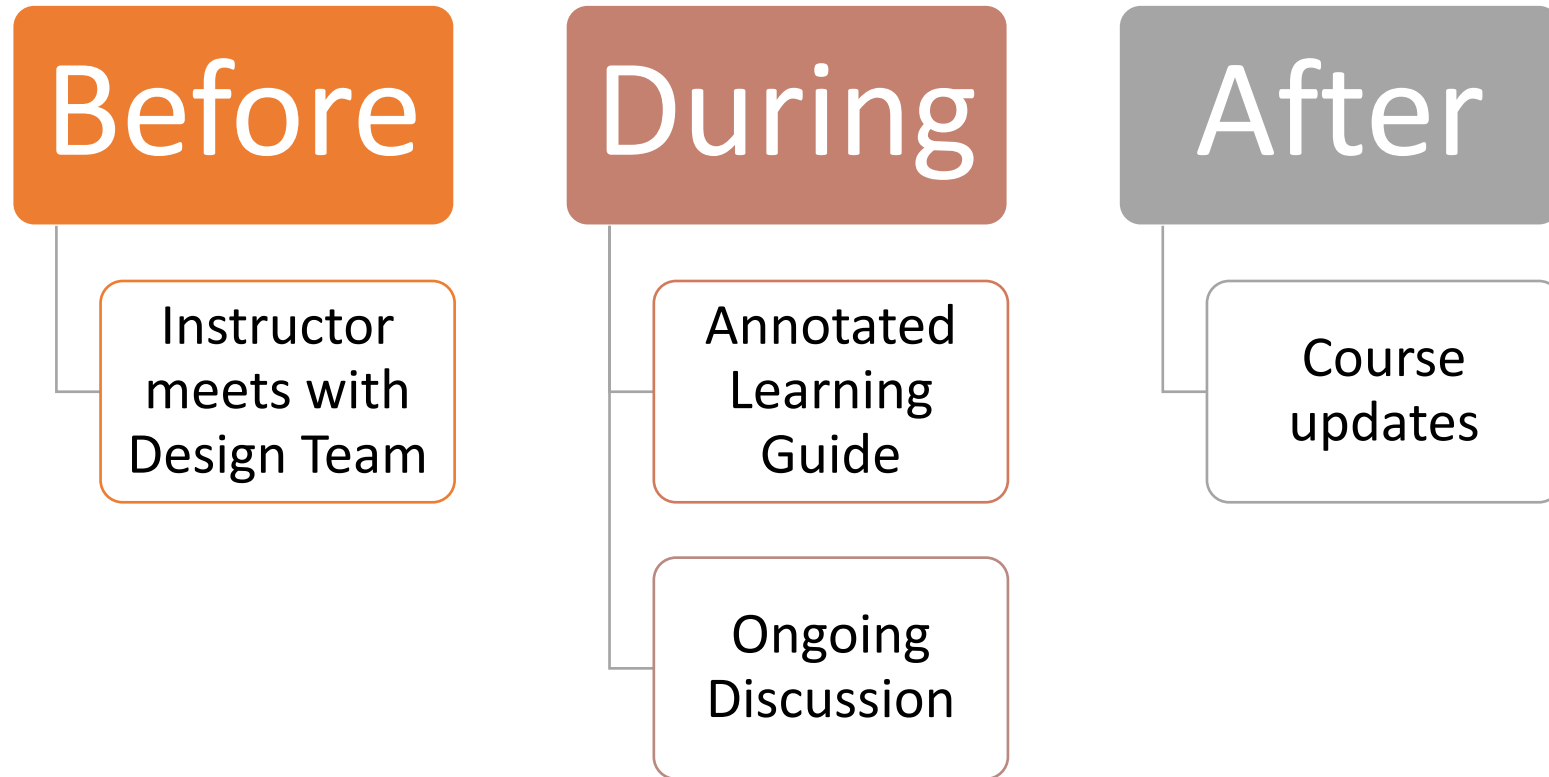 Before
Instructor
meets with
Design Team
During
Annotated
Learning
Guide
Ongoing
Discussion
After
Course
updates